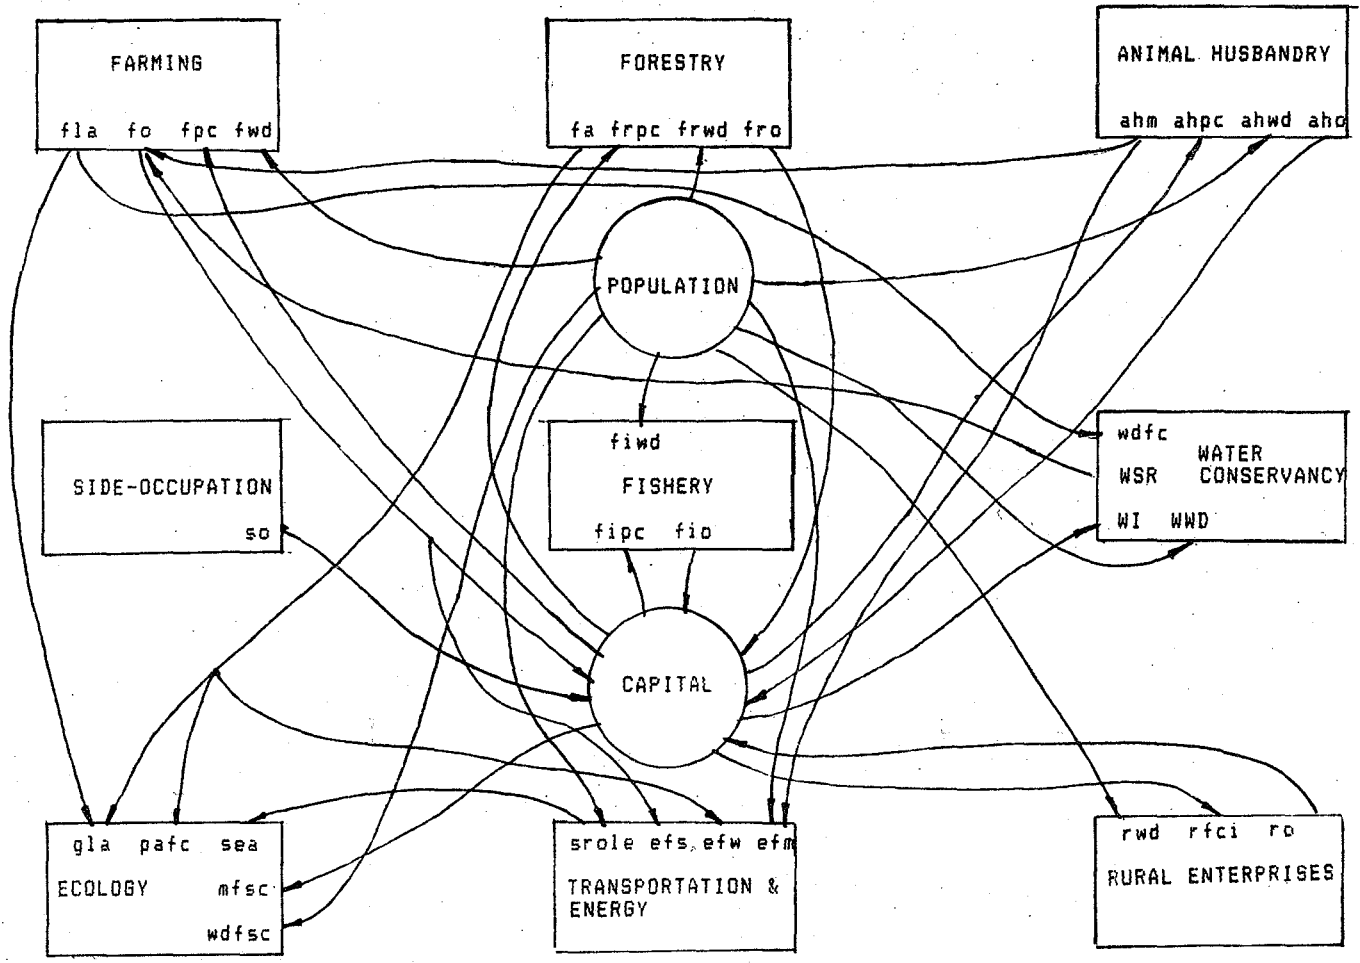 FARMING
fla fo fpc fwd
FORESTRY
fa frpc frwd fro
ANIMAL HUSBANDRY
ahm ahpc ahwd aho
POPULATION
SIDE-OCCUPATION
so
fiwd
FISHERY
fipc fio
wdfc
WATER
WSR CONSERVANCY
WI WWD
CAPITAL
gla pafc sea
ECOLOGY mfsc
wdfsc
srole efs, efw efm
TRANSPORTATION &
ENERGY
rwd rfci ro
RURAL ENTERPRISES